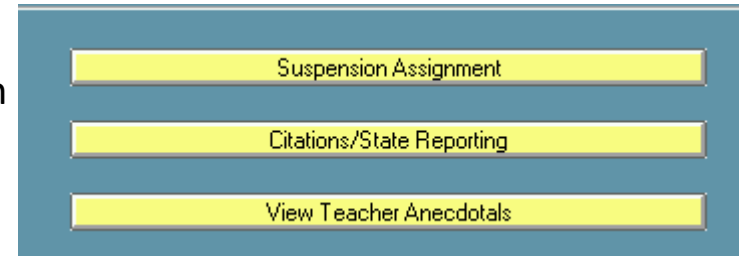 Suspension Assignment
Citations/State Reporting
View Teacher Anecdotals